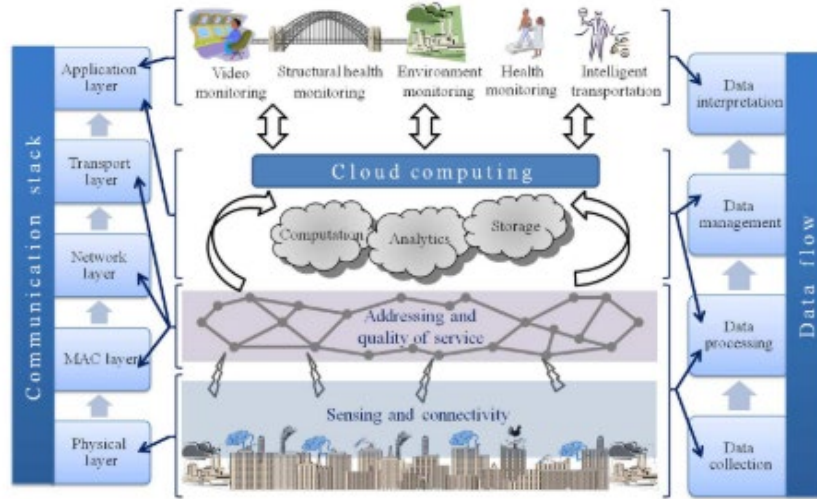 Communication stack
Application
layer
Transport
layer
Network
layer
MAC layer
Physical
layer
Video
monitoring
Structural health
monitoring
Environment
monitoring
Health
monitoring
Intelligent
transportation
Cloud computing
Computation
Analytics
Storage
Addressing and
quality of service
Sensing and connectivity
Data
interpretation
Data
management
Data
processing
Data
collection
Data flow